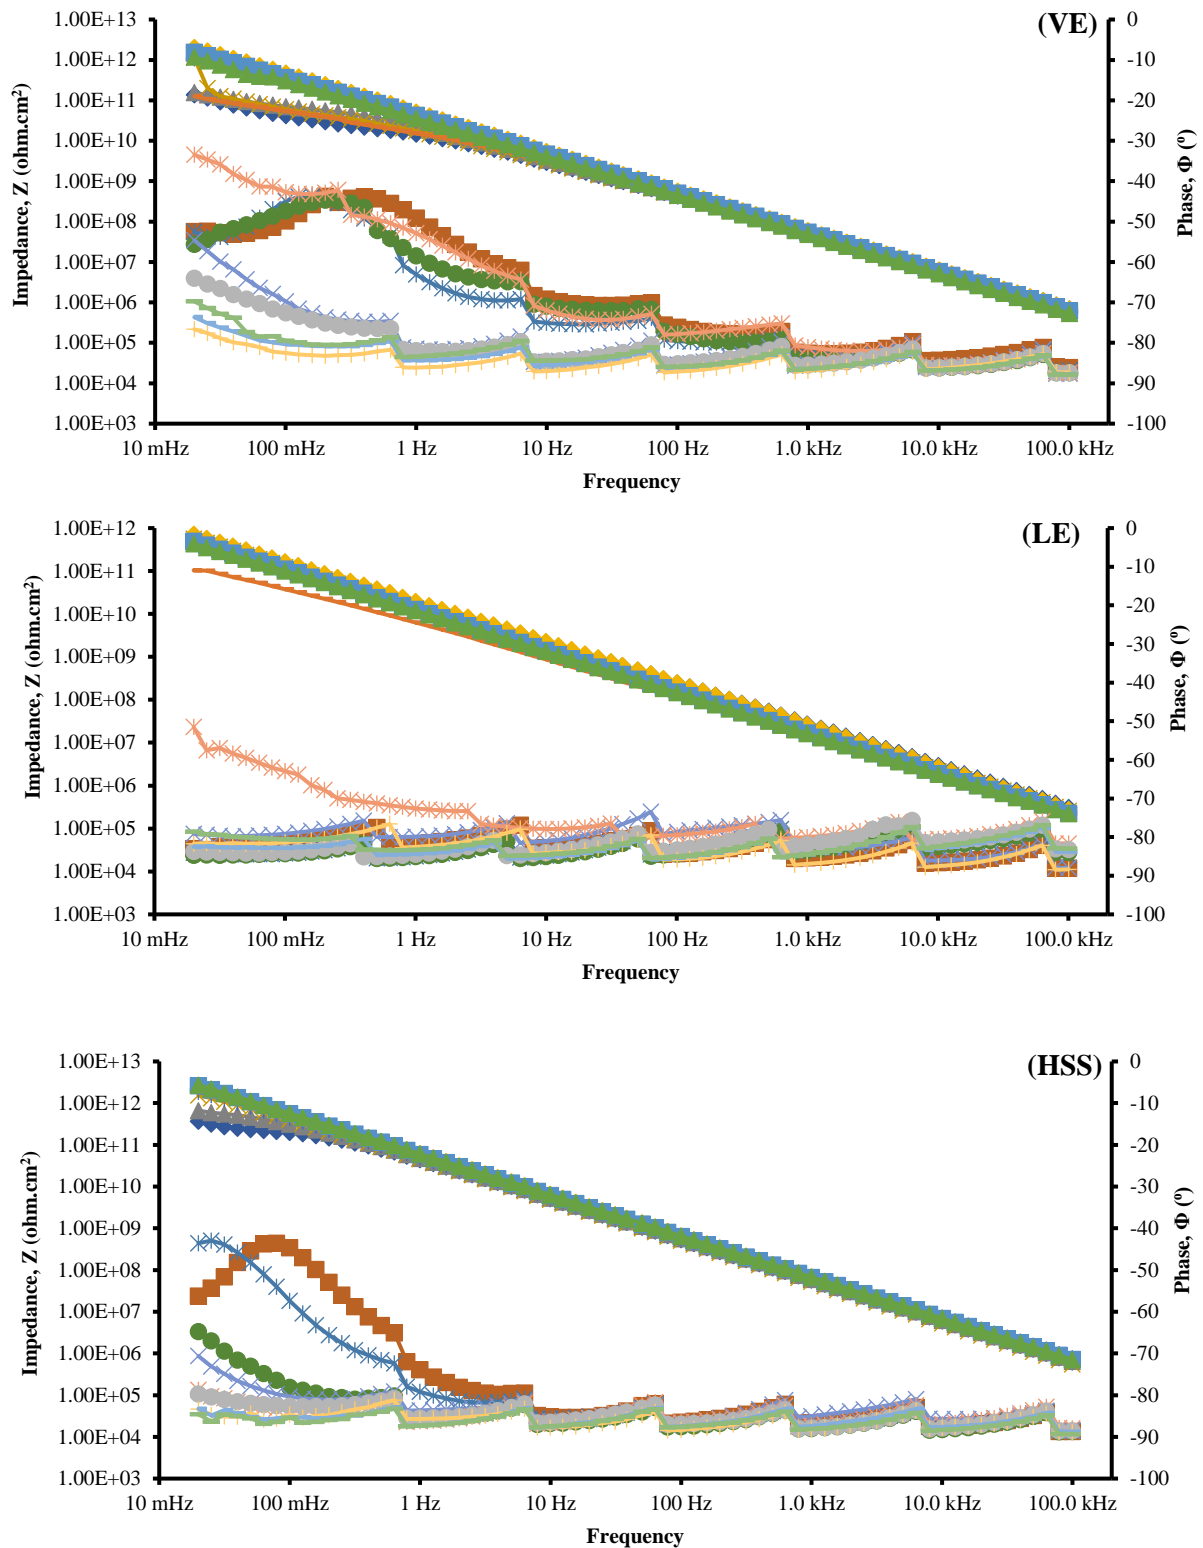 (VE)
1.00E+13
1.00E+12
1.00E+11
1.00E+10
1.00E+09
1.00E+08
1.00E+07
1.00E+06
1.00E+05
1.00E+04
1.00E+03
Impedance, Z (ohm.cm²)
0
-10
-20
-30
-40
-50
-60
-70
-80
-90
-100
Phase, Φ (º)
10 mHz 100 mHz 1 Hz 10 Hz 100 Hz 1.0 kHz 10.0 kHz 100.0 kHz
Frequency
(LE)
1.00E+12
1.00E+11
1.00E+10
1.00E+09
1.00E+08
1.00E+07
1.00E+06
1.00E+05
1.00E+04
1.00E+03
Impedance, Z (ohm.cm²)
0
-10
-20
-30
-40
-50
-60
-70
-80
-90
-100
Phase, Φ (º)
10 mHz 100 mHz 1 Hz 10 Hz 100 Hz 1.0 kHz 10.0 kHz 100.0 kHz
Frequency
(HSS)
1.00E+13
1.00E+12
1.00E+11
1.00E+10
1.00E+09
1.00E+08
1.00E+07
1.00E+06
1.00E+05
1.00E+04
1.00E+03
Impedance, Z (ohm.cm²)
0
-10
-20
-30
-40
-50
-60
-70
-80
-90
-100
Phase, Φ (º)
10 mHz 100 mHz 1 Hz 10 Hz 100 Hz 1.0 kHz 10.0 kHz 100.0 kHz
Frequency